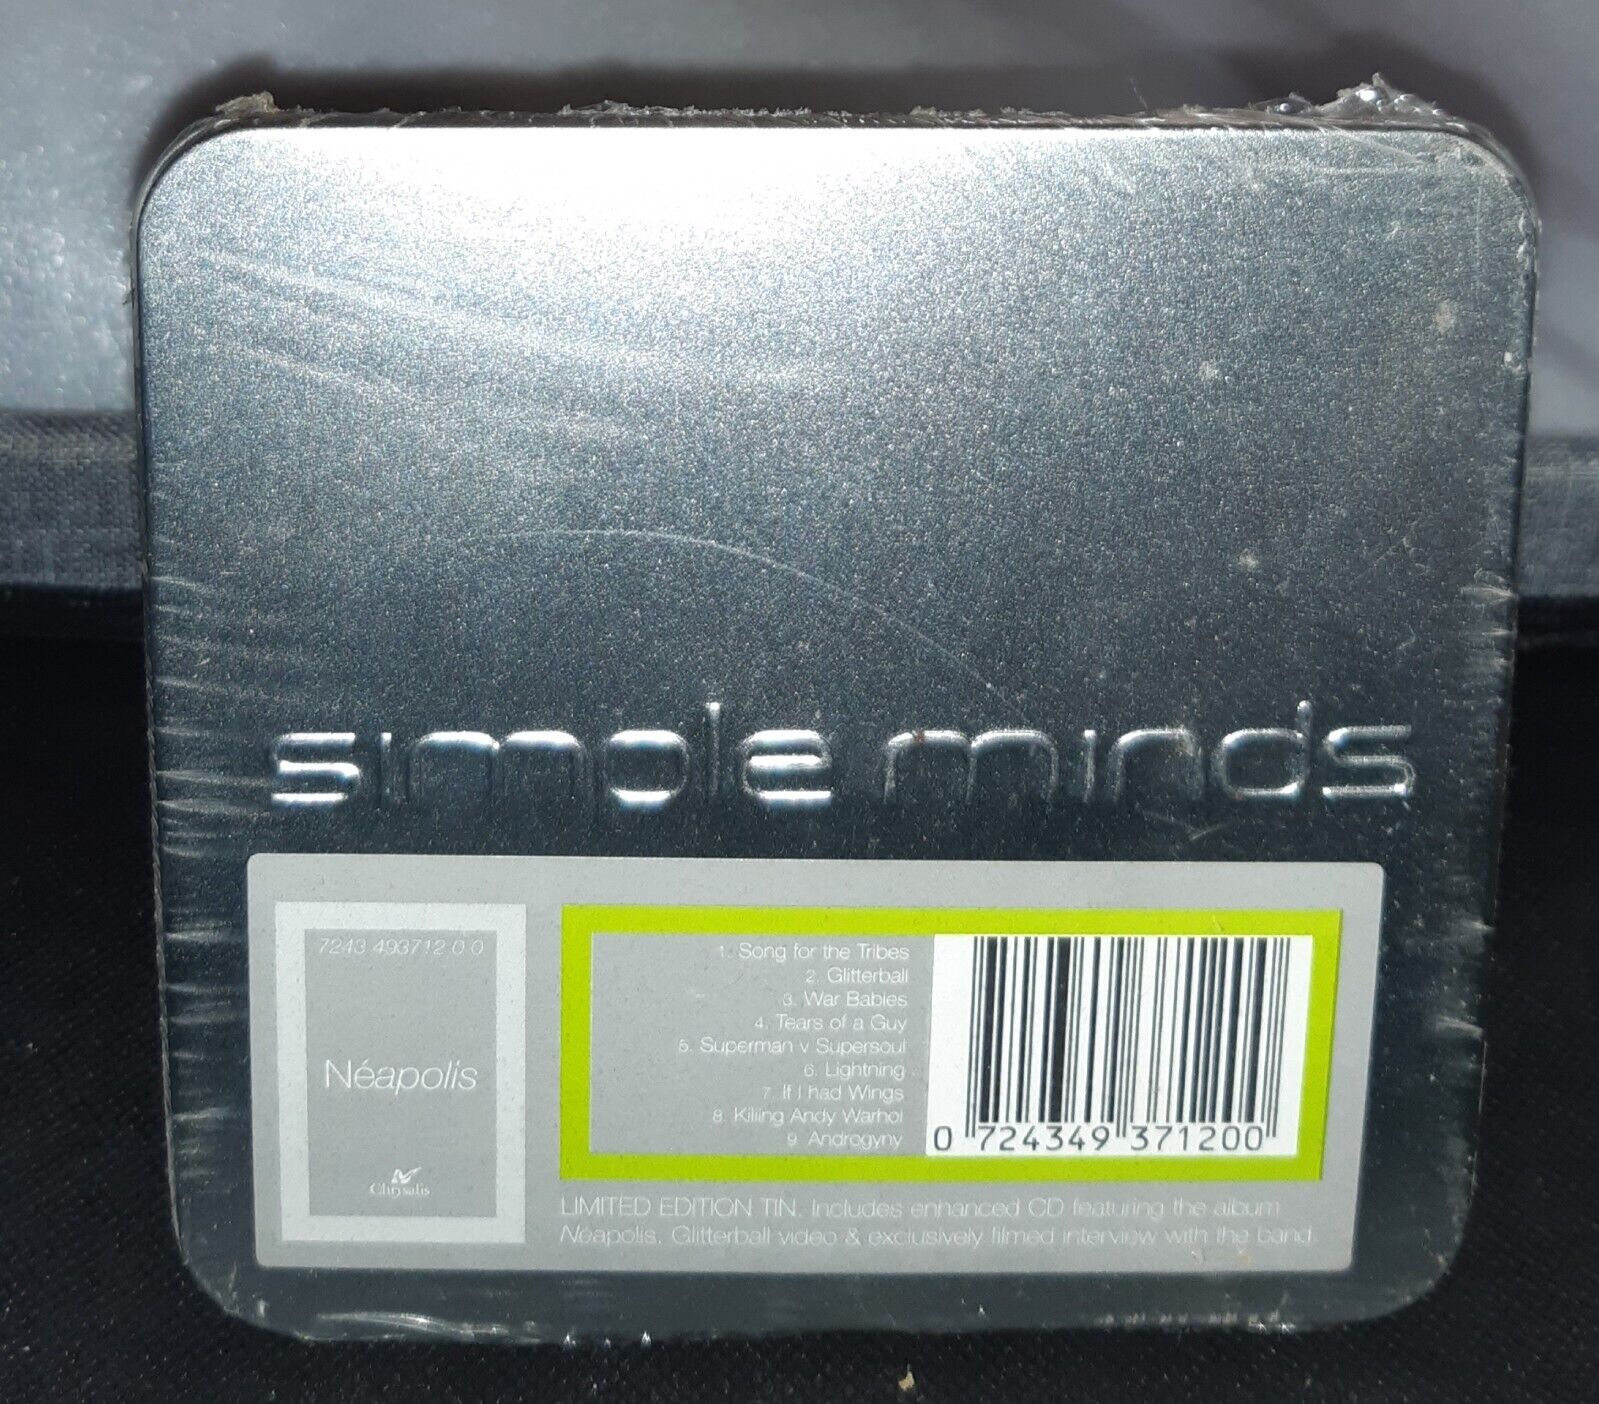 simple minds
7243 493712 0 0
Néapolis
Chrysalis
1. Song for the Tribes
2. Glitterball
3. War Babies
4. Tears of a Guy
5. Superman v Supersoul
6. Lightning
7. If I had Wings
8. Killing Andy Warhol
9. Androgyny
0 724349 371200
LIMITED EDITION TIN. Includes enhanced CD featuring the album
Néapolis, Glitterball video & exclusively filmed interview with the band.